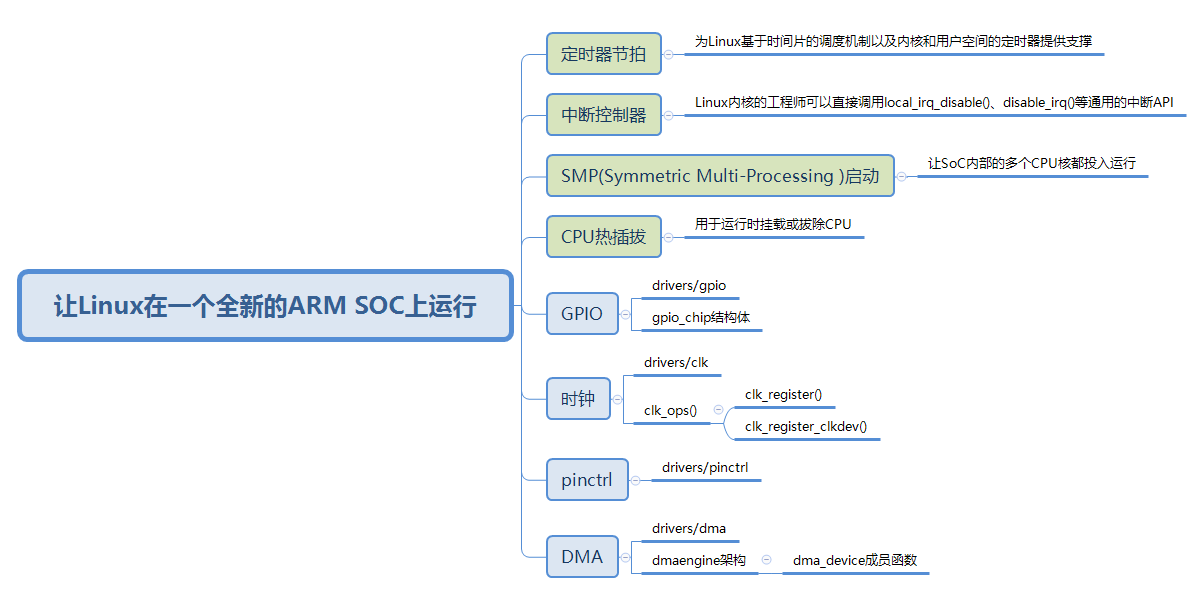 让Linux在一个全新的ARM SOC上运行
定时器节拍
为Linux基于时间片的调度机制以及内核和用户空间的定时器提供支撑
中断控制器
Linux内核的工程师可以直接调用local_irq_disable()、disable_irq()等通用的中断API
SMP(Symmetric Multi-Processing )启动
让SoC内部的多个CPU核都投入运行
CPU热插拔
用于运行时挂载或拔除CPU
GPIO
drivers/gpio
gpio_chip结构体
时钟
drivers/clk
clk_ops()
clk_register()
clk_register_clkdev()
pinctrl
drivers/pinctrl
DMA
drivers/dma
dmaengine架构
dma_device成员函数